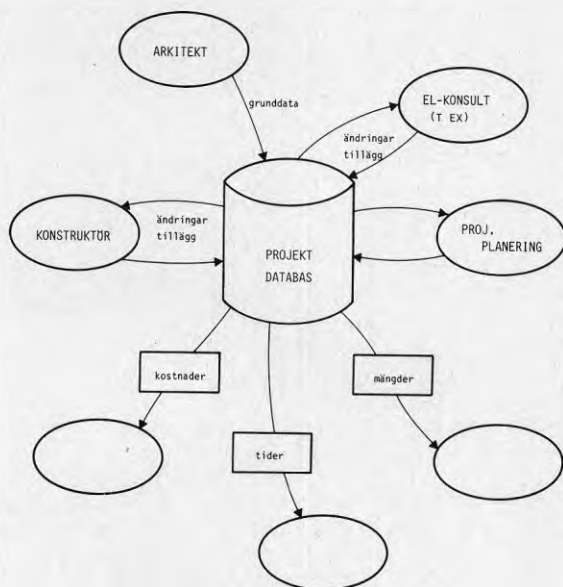 ARKITEKT
grunddata
EL-KONSULT
(T EX)
ändringar
tillägg
KONSTRUKTÖR
ändringar
tillägg
PROJEKT
DATABAS
PROJ.
PLANERING
kostnader
mängder
tider